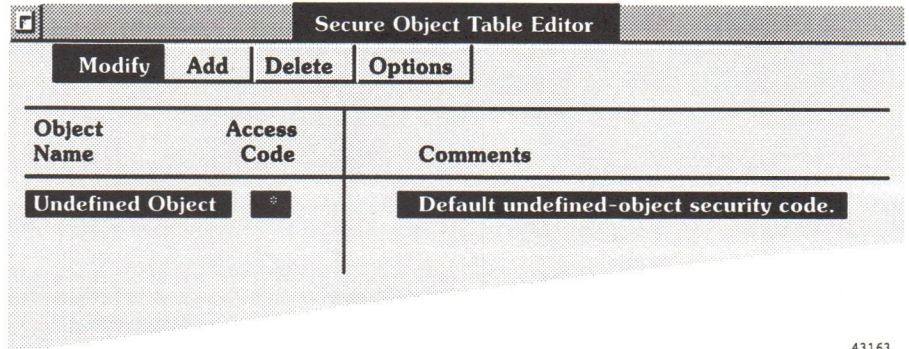 Secure Object Table Editor
Modify Add Delete Options
Object Access
Name Code Comments
Undefined Object * Default undefined-object security code.
43163